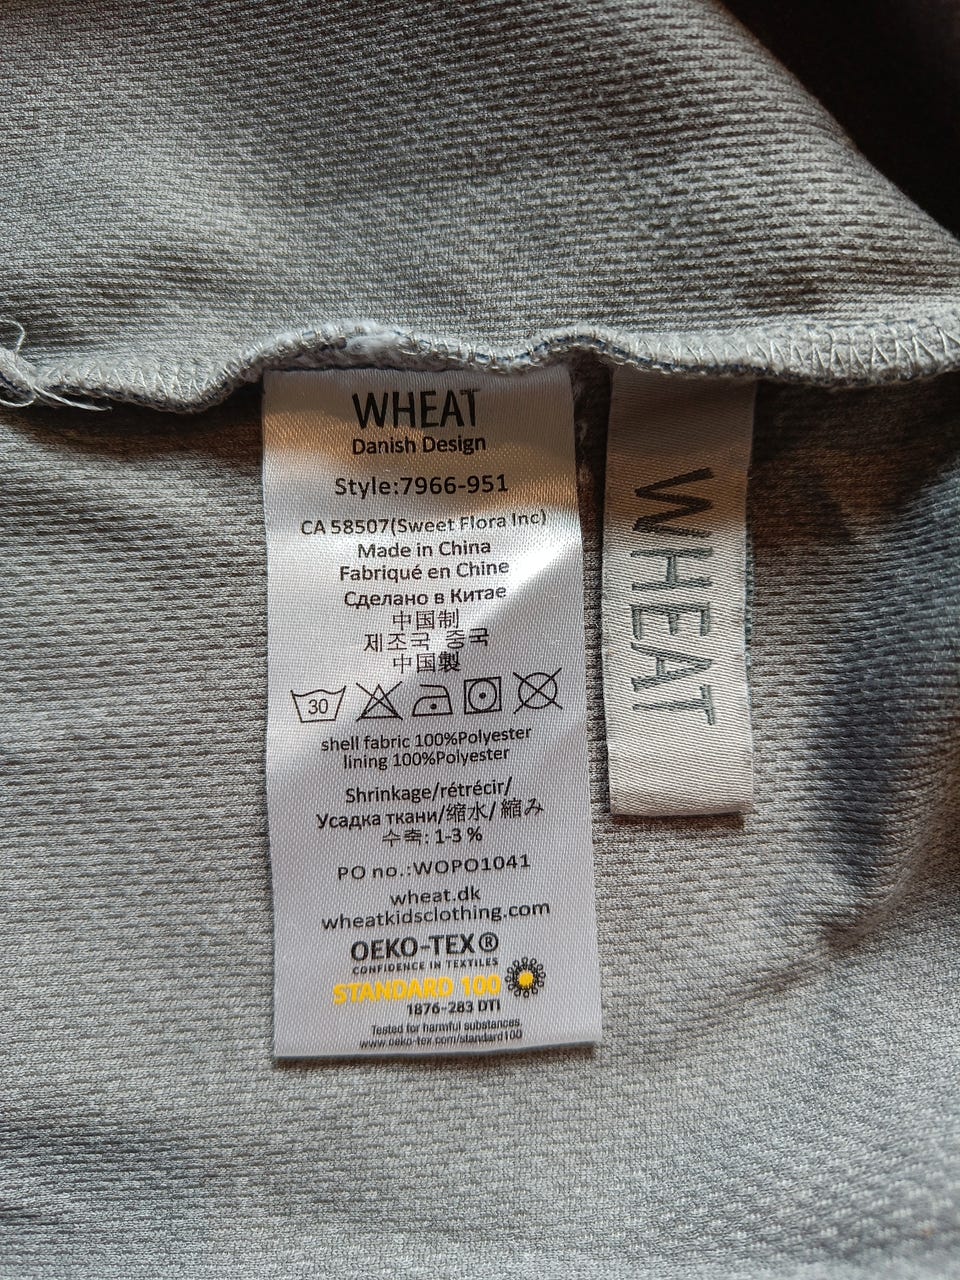 WHEAT
Danish Design
Style:7966-951
CA 58507(Sweet Flora Inc)
Made in China
Fabriqué en Chine
Сделано в Китае
中国制
제조국 중국
中国製
30
shell fabric 100%Polyester
lining 100%Polyester
Shrinkage/rétrécir/
Усадка ткани/缩水/ 縮み
수축: 1-3 %
PO no.:WOPO1041
wheat.dk
wheatkidsclothing.com
OEKO-TEX®
CONFIDENCE IN TEXTILES
STANDARD 100
1876-283 DTI
Tested for harmful substances.
www.oeko-tex.com/standard100
WHEAT